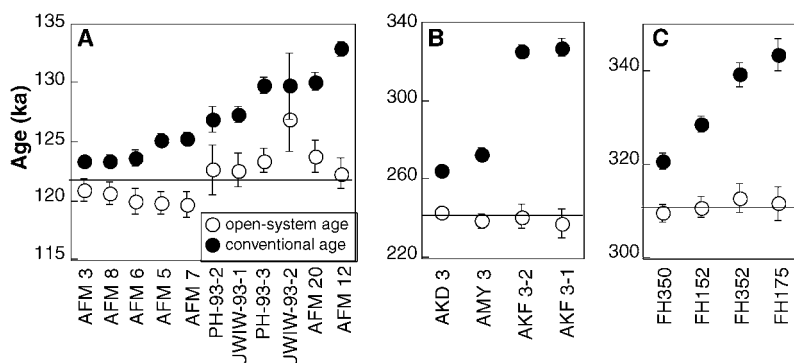 A
B
C
Age (ka)
135
130
125
120
115
340
300
260
220
340
320
300
open-system age
conventional age
AFM 3
AFM 8
AFM 6
AFM 5
AFM 7
PH-93-2
UWIW-93-1
PH-93-3
UWIW-93-2
AFM 20
AFM 12
AKD 3
AMY 3
AKF 3-2
AKF 3-1
FH350
FH152
FH352
FH175